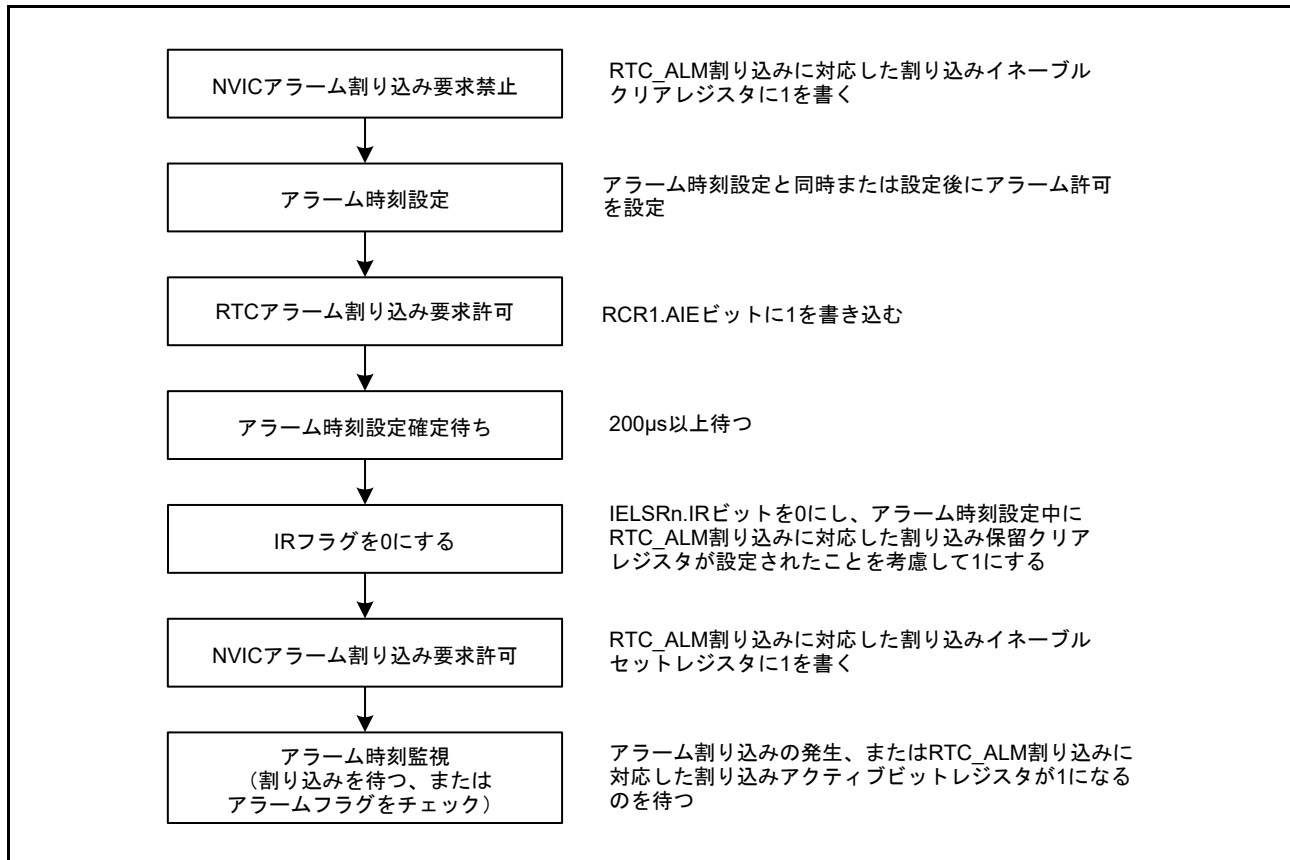 NVICアラーム割り込み要求禁止
RTC_ALM割り込みに対応した割り込みイネーブル
クリアレジスタに1を書く
アラーム時刻設定
アラーム時刻設定と同時または設定後にアラーム許可
を設定
RTCアラーム割り込み要求許可
RCR1.AIEビットに1を書き込む
アラーム時刻設定確定待ち
200μs以上待つ
IRフラグを0にする
IELSRn.IRビットを0にし、アラーム時刻設定中に
RTC_ALM割り込みに対応した割り込み保留クリア
レジスタが設定されたことを考慮して1にする
NVICアラーム割り込み要求許可
RTC_ALM割り込みに対応した割り込みイネーブル
セットレジスタに1を書く
アラーム時刻監視
（割り込みを待つ、または
アラームフラグをチェック）
アラーム割り込みの発生、またはRTC_ALM割り込みに
対応した割り込みアクティブビットレジスタが1になる
のを待つ